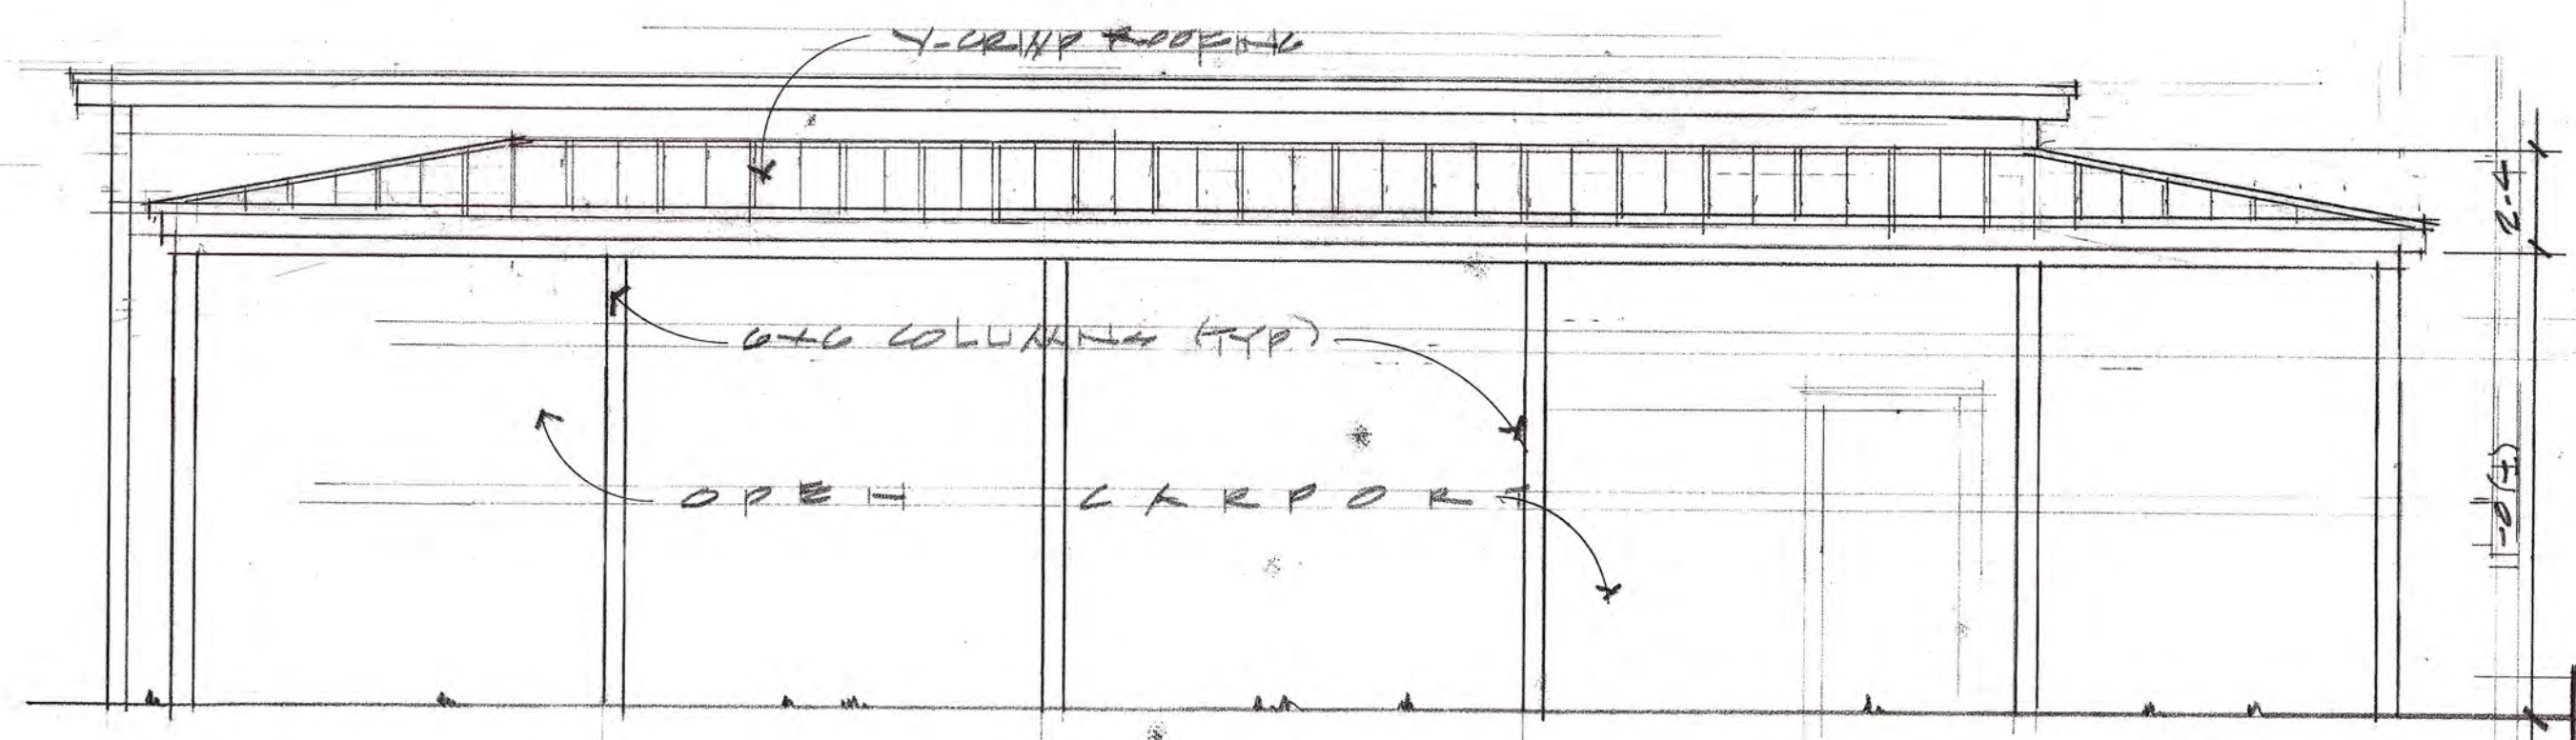 V-CRIMP ROOFING
6x6 COLUMNS (TYP.)
OPEN CARPORT
2-4